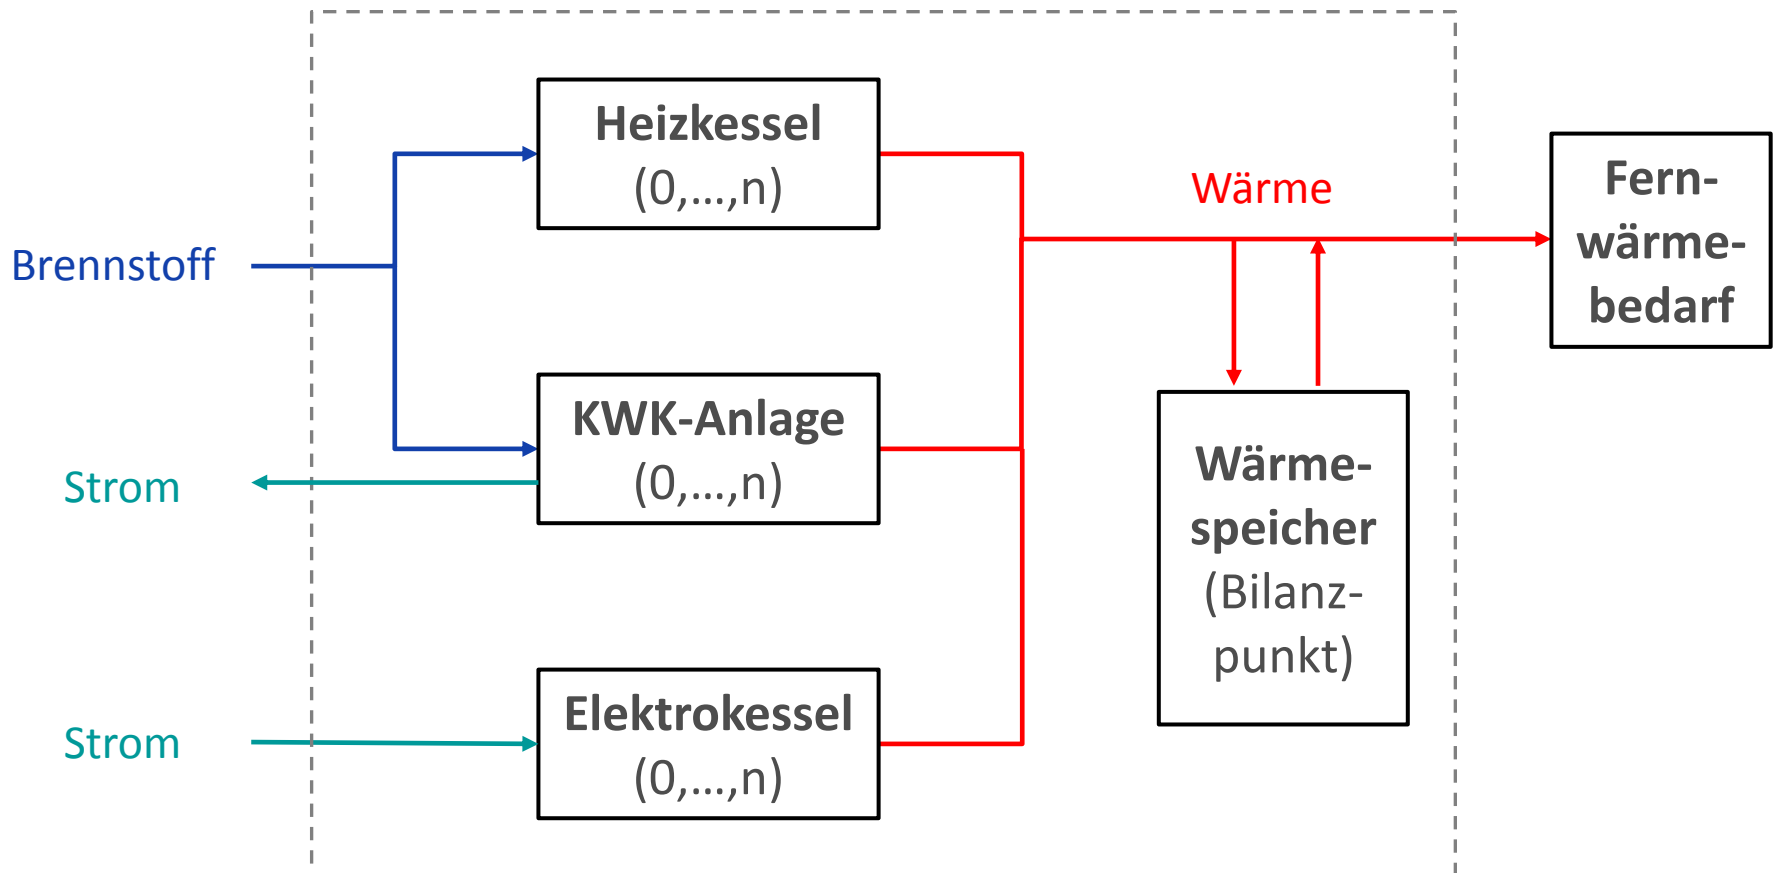 Brennstoff
Strom
Strom
Heizkessel
(0,...,n)
KWK-Anlage
(0,...,n)
Elektrokessel
(0,...,n)
Wärme
Wärme-
speicher
(Bilanz-
punkt)
Fern-
wärme-
bedarf